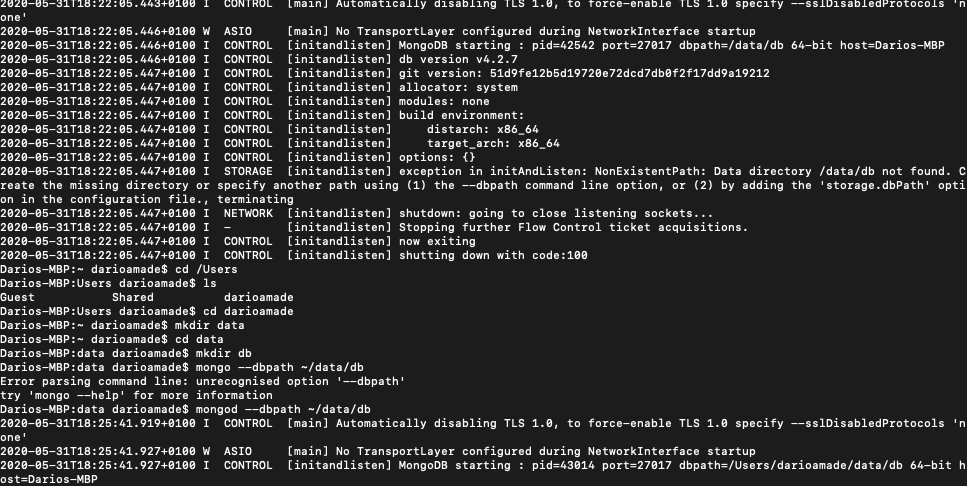 2020-05-31T18:22:05.443+0100 I  CONTROL  [main] Automatically disabling TLS 1.0, to force-enable TLS 1.0 specify --sslDisabledProtocols 'n
one'
2020-05-31T18:22:05.446+0100 W  ASIO     [main] No TransportLayer configured during NetworkInterface startup
2020-05-31T18:22:05.446+0100 I  CONTROL  [initandlisten] MongoDB starting : pid=42542 port=27017 dbpath=/data/db 64-bit host=Darios-MBP
2020-05-31T18:22:05.446+0100 I  CONTROL  [initandlisten] db version v4.2.7
2020-05-31T18:22:05.447+0100 I  CONTROL  [initandlisten] git version: 51d9fe12b5d19720e72dcd7db0f2f17dd9a19212
2020-05-31T18:22:05.447+0100 I  CONTROL  [initandlisten] allocator: system
2020-05-31T18:22:05.447+0100 I  CONTROL  [initandlisten] modules: none
2020-05-31T18:22:05.447+0100 I  CONTROL  [initandlisten] build environment:
2020-05-31T18:22:05.447+0100 I  CONTROL  [initandlisten]     distarch: x86_64
2020-05-31T18:22:05.447+0100 I  CONTROL  [initandlisten]     target_arch: x86_64
2020-05-31T18:22:05.447+0100 I  CONTROL  [initandlisten] options: {}
2020-05-31T18:22:05.447+0100 I  STORAGE  [initandlisten] exception in initAndListen: NonExistentPath: Data directory /data/db not found. C
reate the missing directory or specify another path using (1) the --dbpath command line option, or (2) by adding the 'storage.dbPath' opti
on in the configuration file., terminating
2020-05-31T18:22:05.447+0100 I  NETWORK  [initandlisten] shutdown: going to close listening sockets...
2020-05-31T18:22:05.447+0100 I  -        [initandlisten] Stopping further Flow Control ticket acquisitions.
2020-05-31T18:22:05.447+0100 I  CONTROL  [initandlisten] now exiting
2020-05-31T18:22:05.447+0100 I  CONTROL  [initandlisten] shutting down with code:100
Darios-MBP:~ darioamade$ cd /Users
Darios-MBP:Users darioamade$ ls
Guest           Shared          darioamade
Darios-MBP:Users darioamade$ cd darioamade
Darios-MBP:~ darioamade$ mkdir data
Darios-MBP:~ darioamade$ cd data
Darios-MBP:data darioamade$ mkdir db
Darios-MBP:data darioamade$ mongo --dbpath ~/data/db
Error parsing command line: unrecognised option '--dbpath'
try 'mongo --help' for more information
Darios-MBP:data darioamade$ mongod --dbpath ~/data/db
2020-05-31T18:25:41.919+0100 I  CONTROL  [main] Automatically disabling TLS 1.0, to force-enable TLS 1.0 specify --sslDisabledProtocols 'n
one'
2020-05-31T18:25:41.927+0100 W  ASIO     [main] No TransportLayer configured during NetworkInterface startup
2020-05-31T18:25:41.927+0100 I  CONTROL  [initandlisten] MongoDB starting : pid=43014 port=27017 dbpath=/Users/darioamade/data/db 64-bit h
ost=Darios-MBP